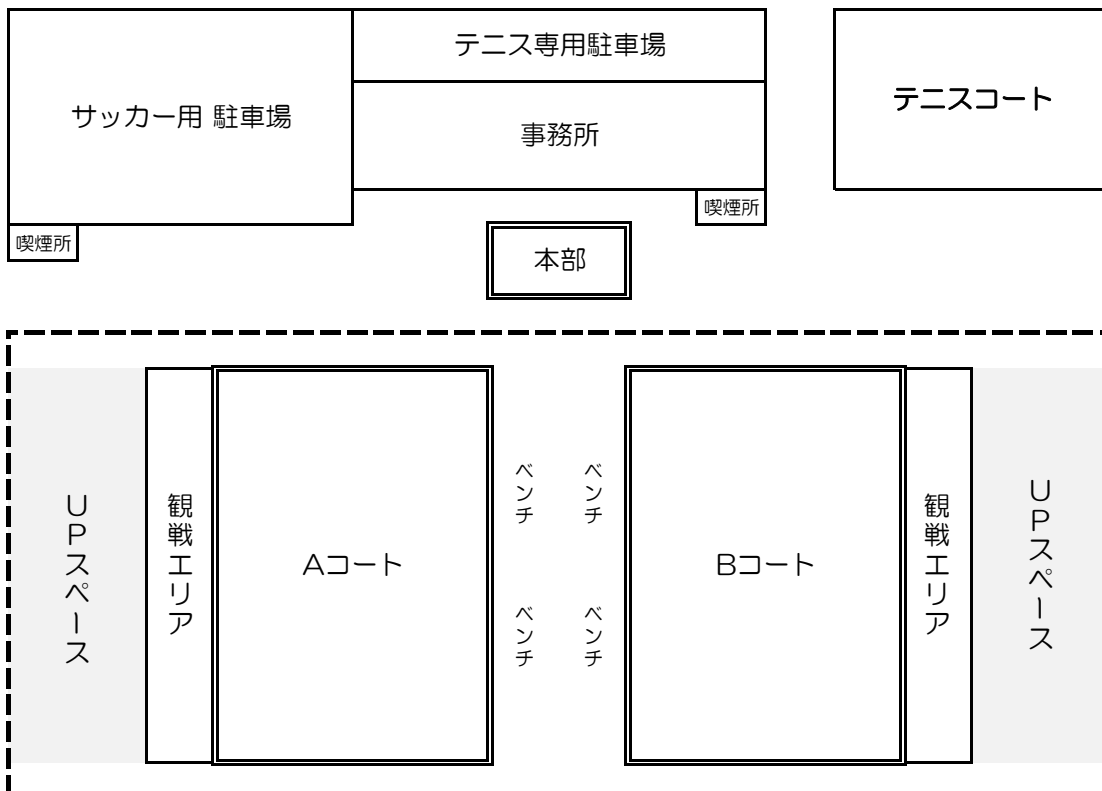 テニス専用駐車場
テニスコート
サッカー用 駐車場
事務所
喫煙所
喫煙所
本部
UPスペース
観戦エリア
Aコート
ベンチ
ベンチ
ベンチ
ベンチ
Bコート
観戦エリア
UPスペース